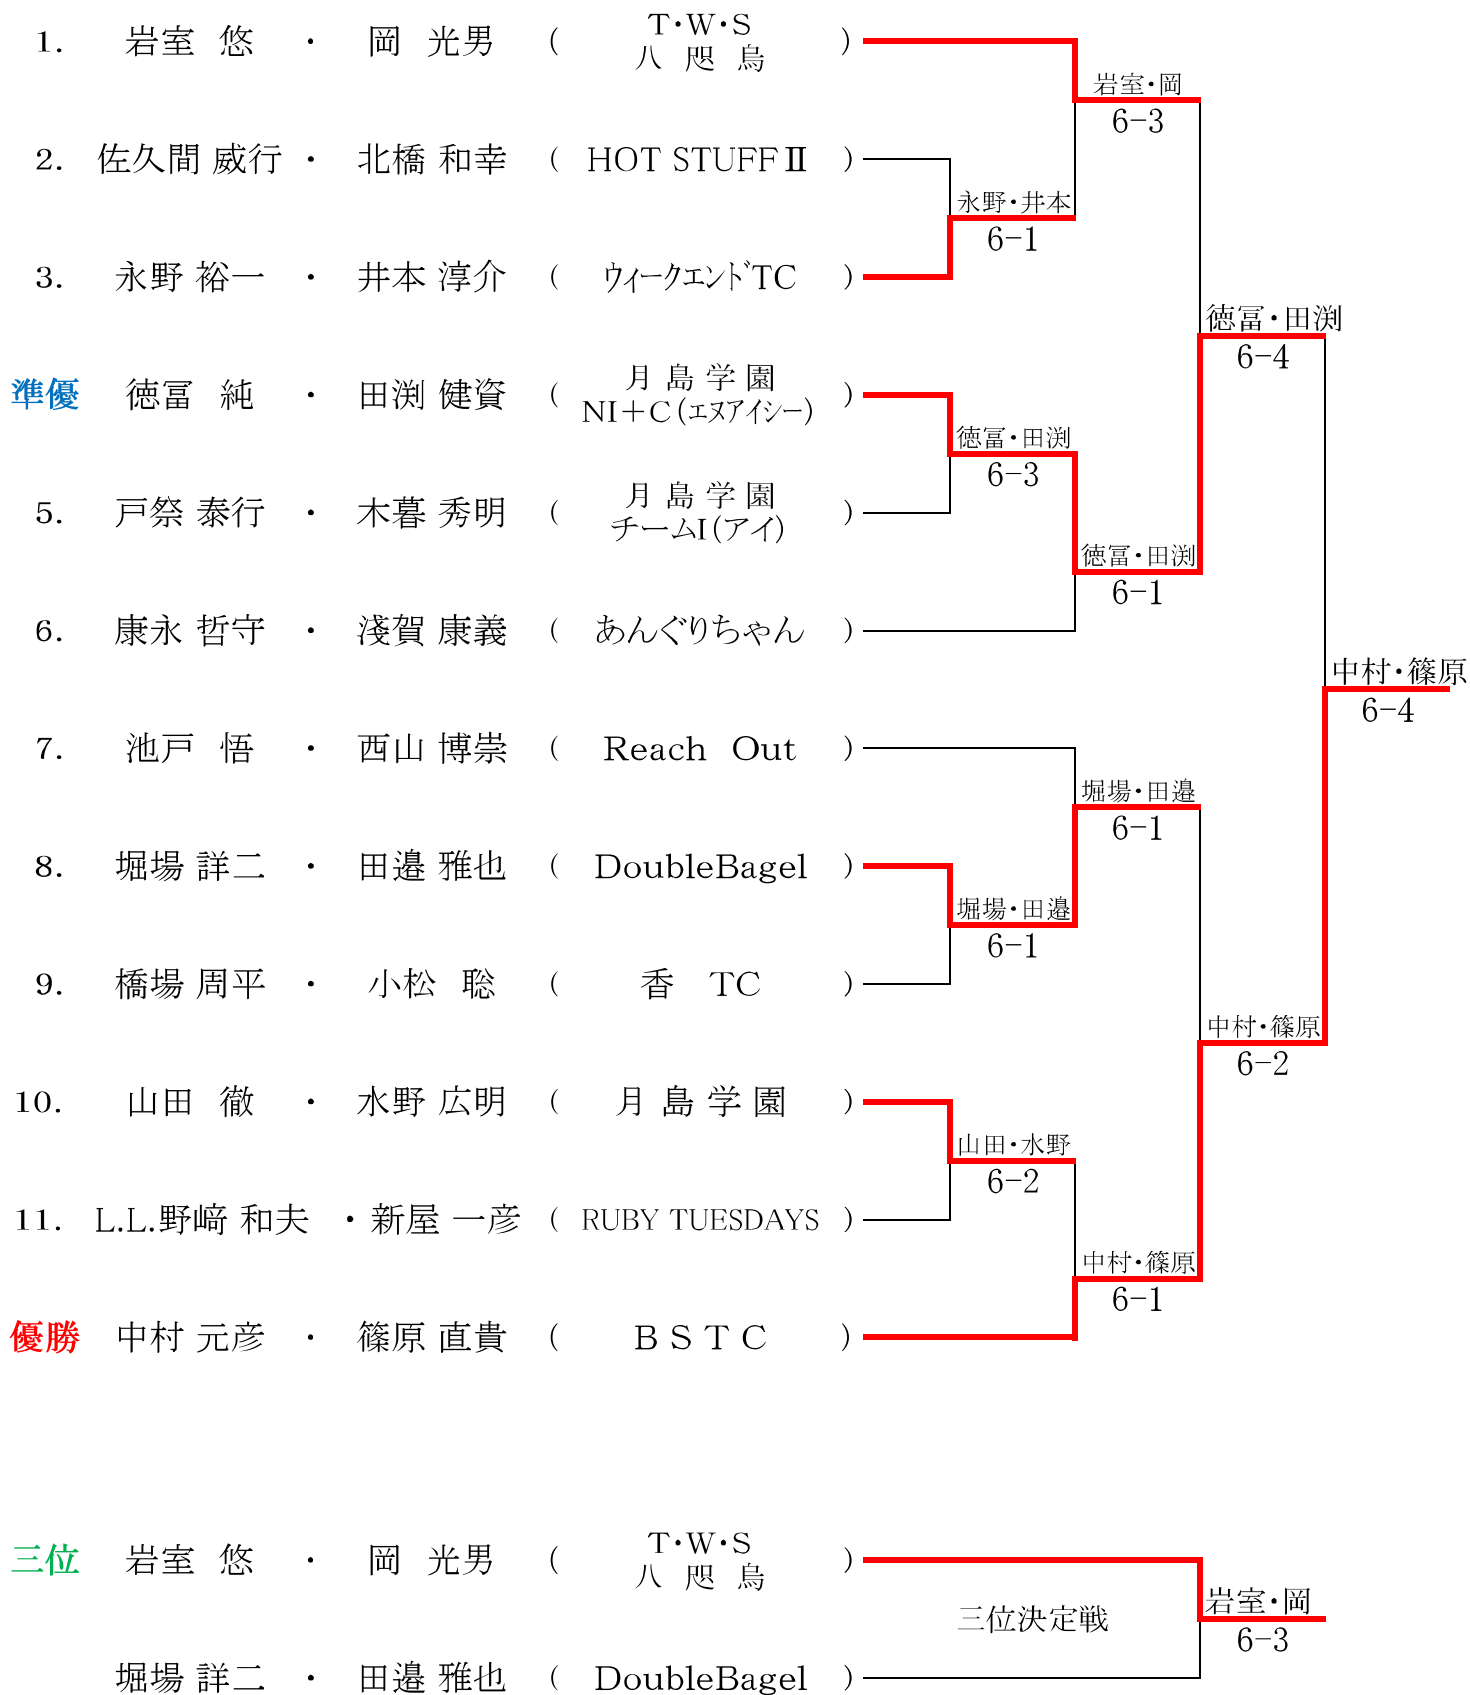 1. 岩室 悠 ・ 岡 光男 ( T・W・S 八咫烏 )
岩室・岡
6-3
2. 佐久間 威行 ・ 北橋 和幸 ( HOT STUFFⅡ )
永野・井本
6-1
3. 永野 裕一 ・ 井本 淳介 ( ウィークエンドTC )
徳冨・田渕
6-4
準優 徳冨 純 ・ 田渕 健資 ( 月島学園 NI+C(エヌアイシー) )
徳冨・田渕
6-3
5. 戸祭 泰行 ・ 木暮 秀明 ( 月島学園 チームI(アイ) )
徳冨・田渕
6-1
6. 康永 哲守 ・ 淺賀 康義 ( あんぐりちゃん )
中村・篠原
6-4
7. 池戸 悟 ・ 西山 博崇 ( Reach Out )
堀場・田邉
6-1
8. 堀場 詳二 ・ 田邉 雅也 ( DoubleBagel )
堀場・田邉
6-1
9. 橋場 周平 ・ 小松 聡 ( 香 TC )
中村・篠原
6-2
10. 山田 徹 ・ 水野 広明 ( 月島学園 )
山田・水野
6-2
11. L.L.野﨑 和夫 ・ 新屋 一彦 ( RUBY TUESDAYS )
中村・篠原
6-1
優勝 中村 元彦 ・ 篠原 直貴 ( BSTC )
三位 岩室 悠 ・ 岡 光男 ( T・W・S 八咫烏 )
三位決定戦
岩室・岡
6-3
堀場 詳二 ・ 田邉 雅也 ( DoubleBagel )